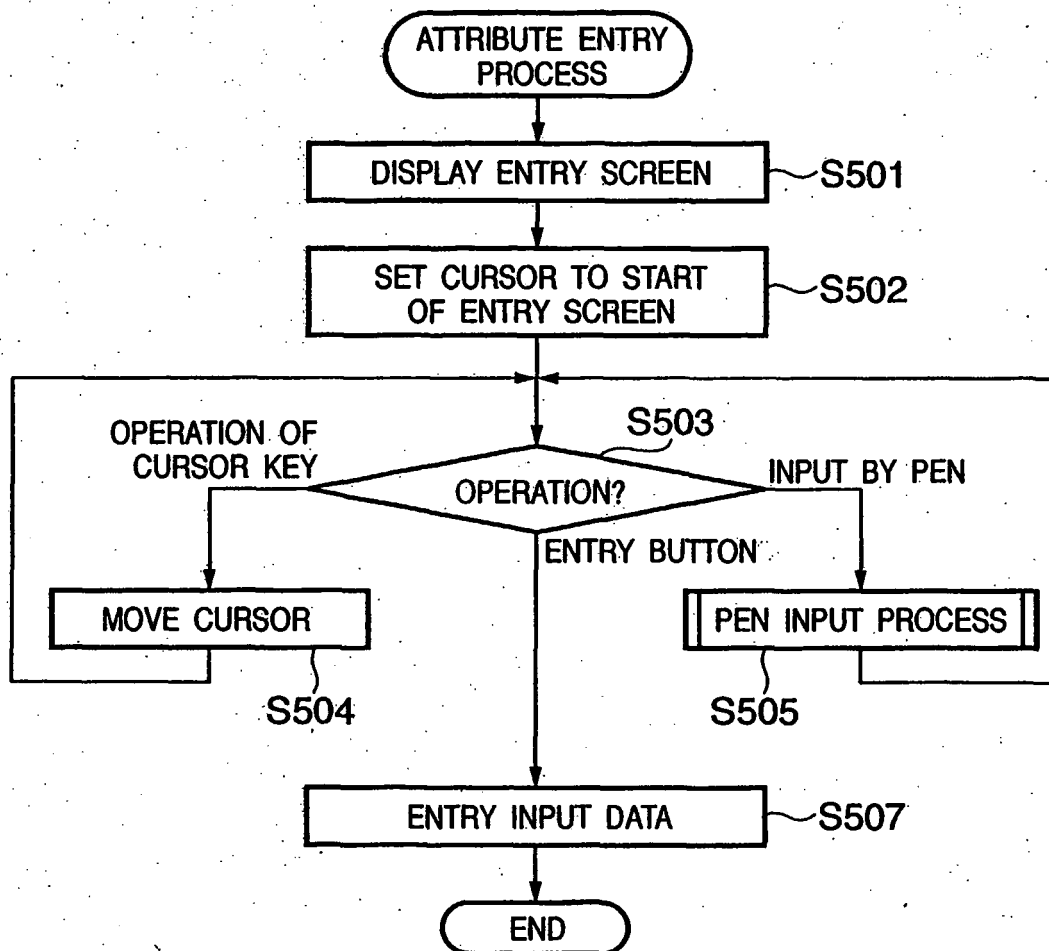 ATTRIBUTE ENTRY
PROCESS
DISPLAY ENTRY SCREEN
S501
SET CURSOR TO START
OF ENTRY SCREEN
S502
S503
OPERATION OF
CURSOR KEY
OPERATION?
INPUT BY PEN
ENTRY BUTTON
MOVE CURSOR
S504
PEN INPUT PROCESS
S505
ENTRY INPUT DATA
S507
END